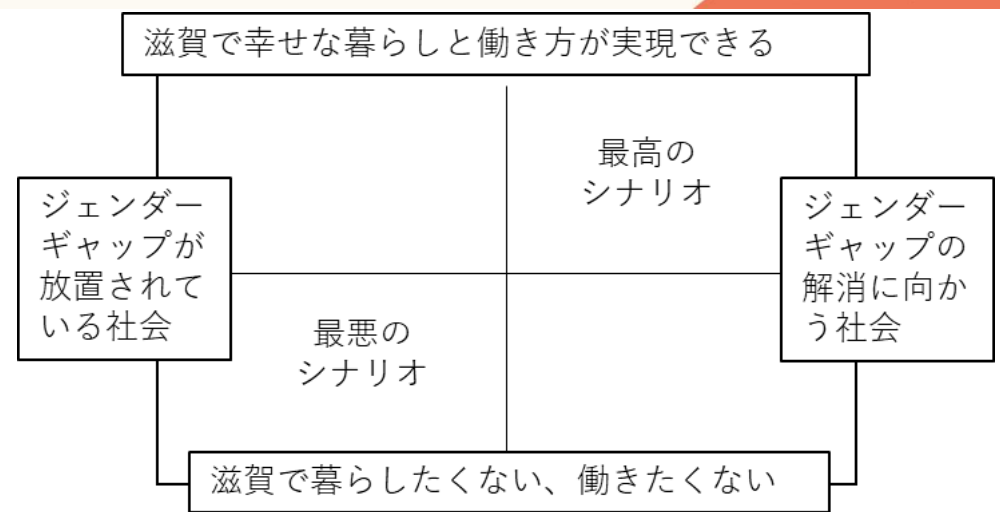 滋賀で幸せな暮らしと働き方が実現できる
最高の
シナリオ
ジェンダー
ギャップが
放置されて
いる社会
ジェンダー
ギャップの
解消に向か
う社会
最悪の
シナリオ
滋賀で暮らしたくない、働きたくない